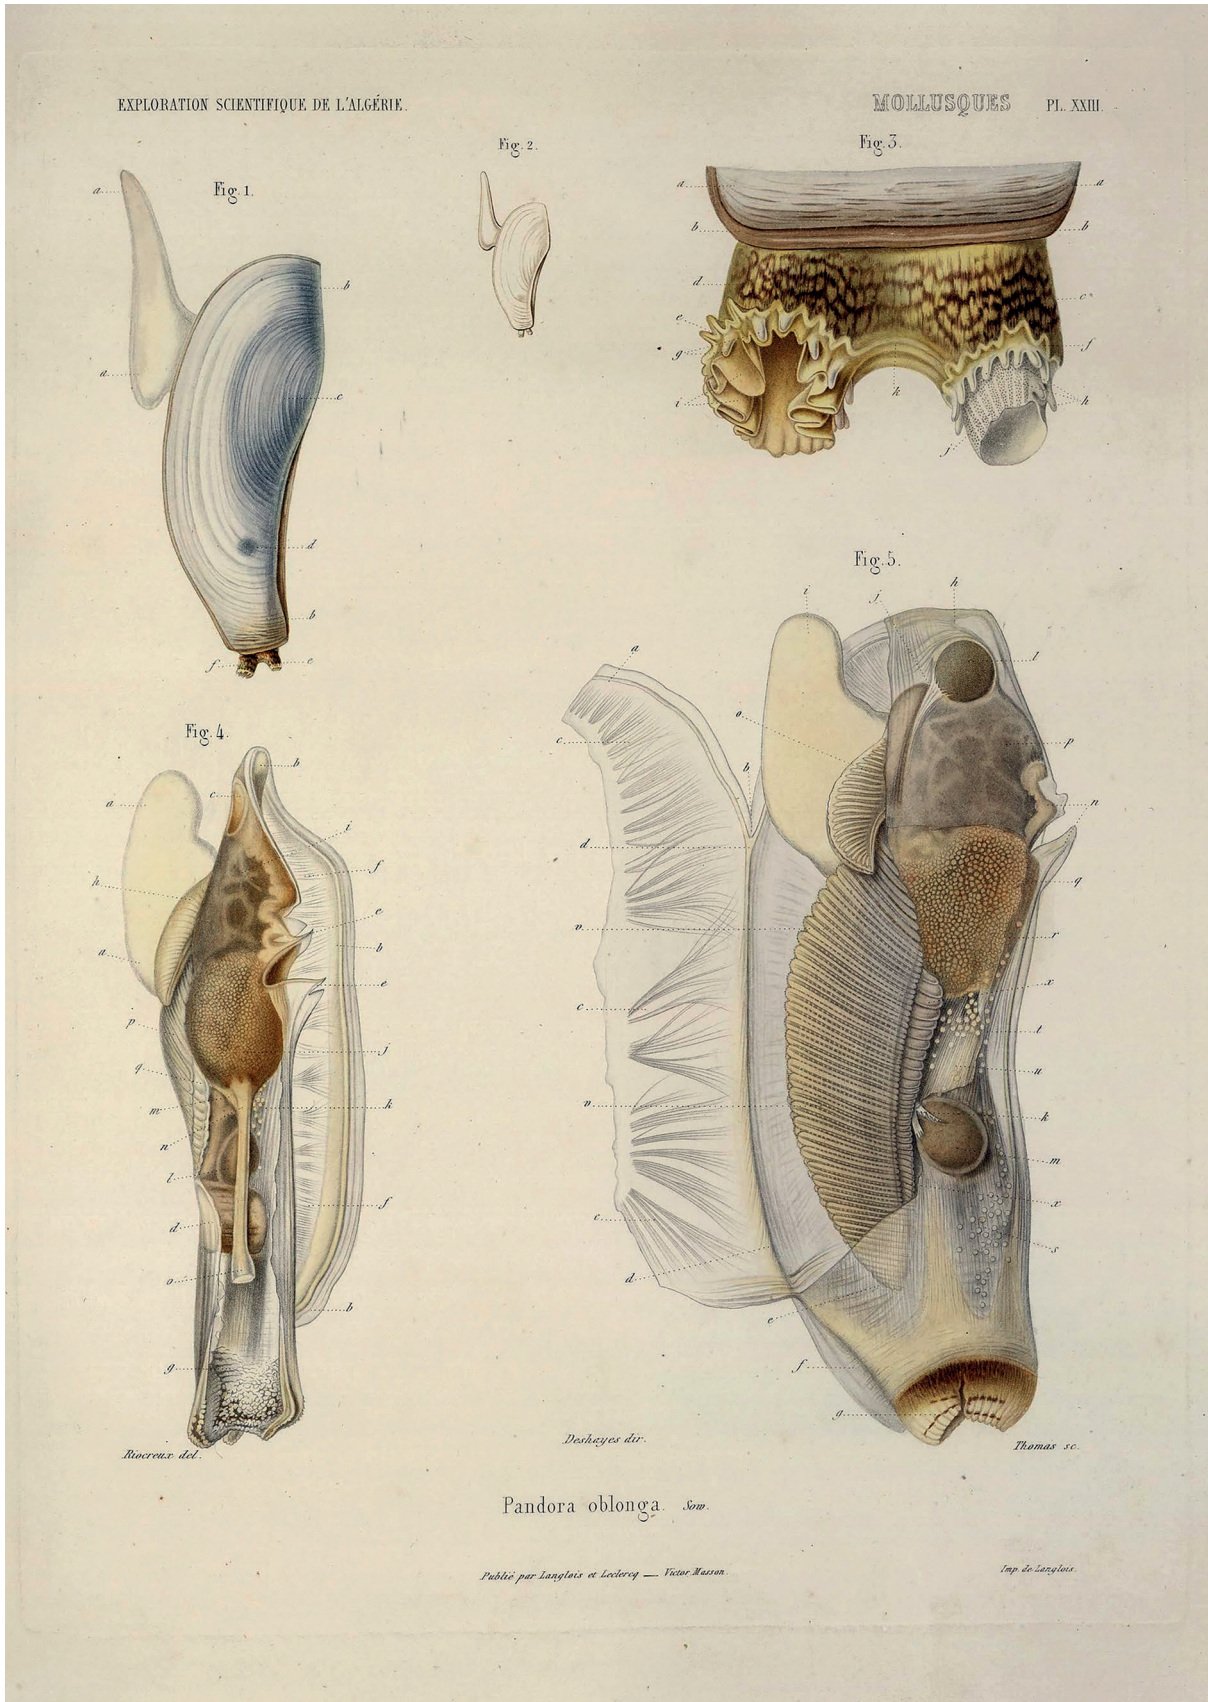 EXPLORATION SCIENTIFIQUE DE L'ALGÉRIE.
MOLLUSQUES PL. XXIII.
Fig. 1.
Fig. 2.
Fig. 3.
a
a
b
c
d
b
f
e
a
a
b
b
d
c
e
g
i
f
h
k
j
Fig. 4.
a
b
c
i
f
h
e
b
a
e
p
j
q
m
k
n
l
f
d
o
b
g
Fig. 5.
i
j
h
a
l
o
c
p
b
n
d
q
v
r
x
c
t
u
v
k
m
x
c
s
d
e
f
g
Riocreux del.
Deshayes dir.
Thomas sc.
Pandora oblonga. Sow.
Publié par Langlois et Leclercq — Victor Masson.
Imp. de Langlois.